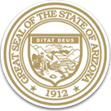 GREAT SEAL OF THE STATE OF ARIZONA
DITAT DEUS
1912